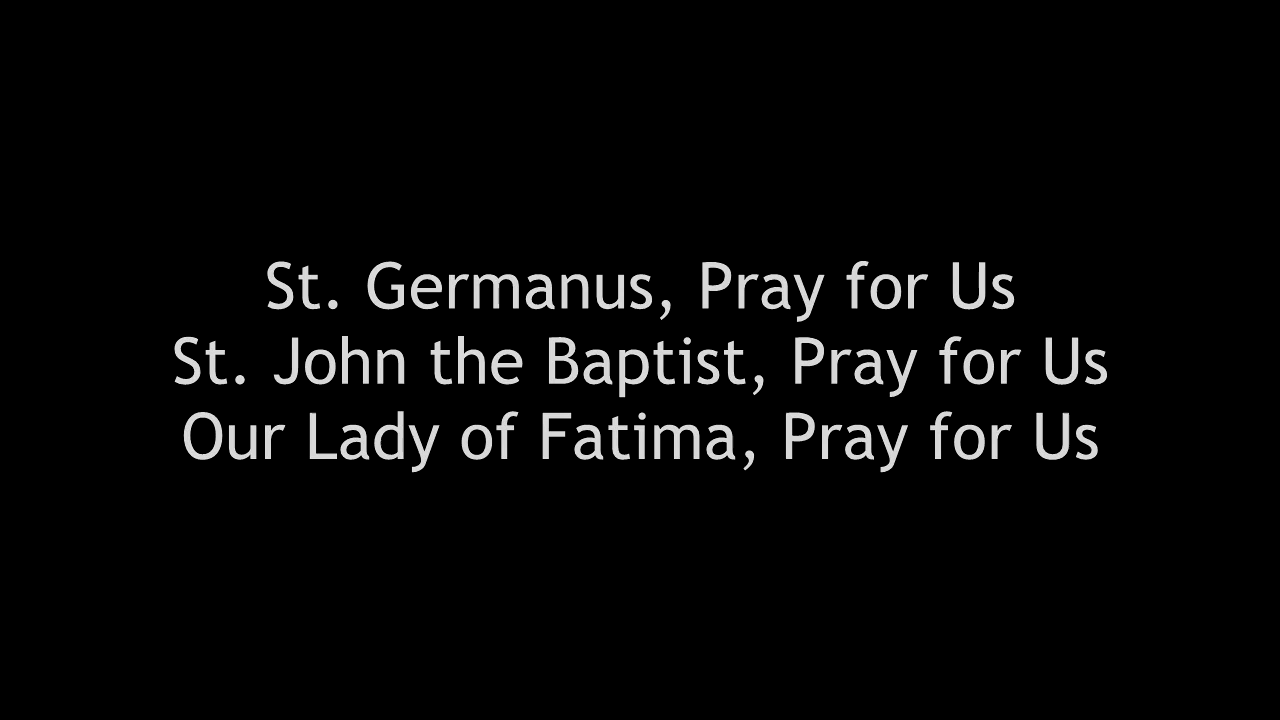 St. Germanus, Pray for Us
St. John the Baptist, Pray for Us
Our Lady of Fatima, Pray for Us